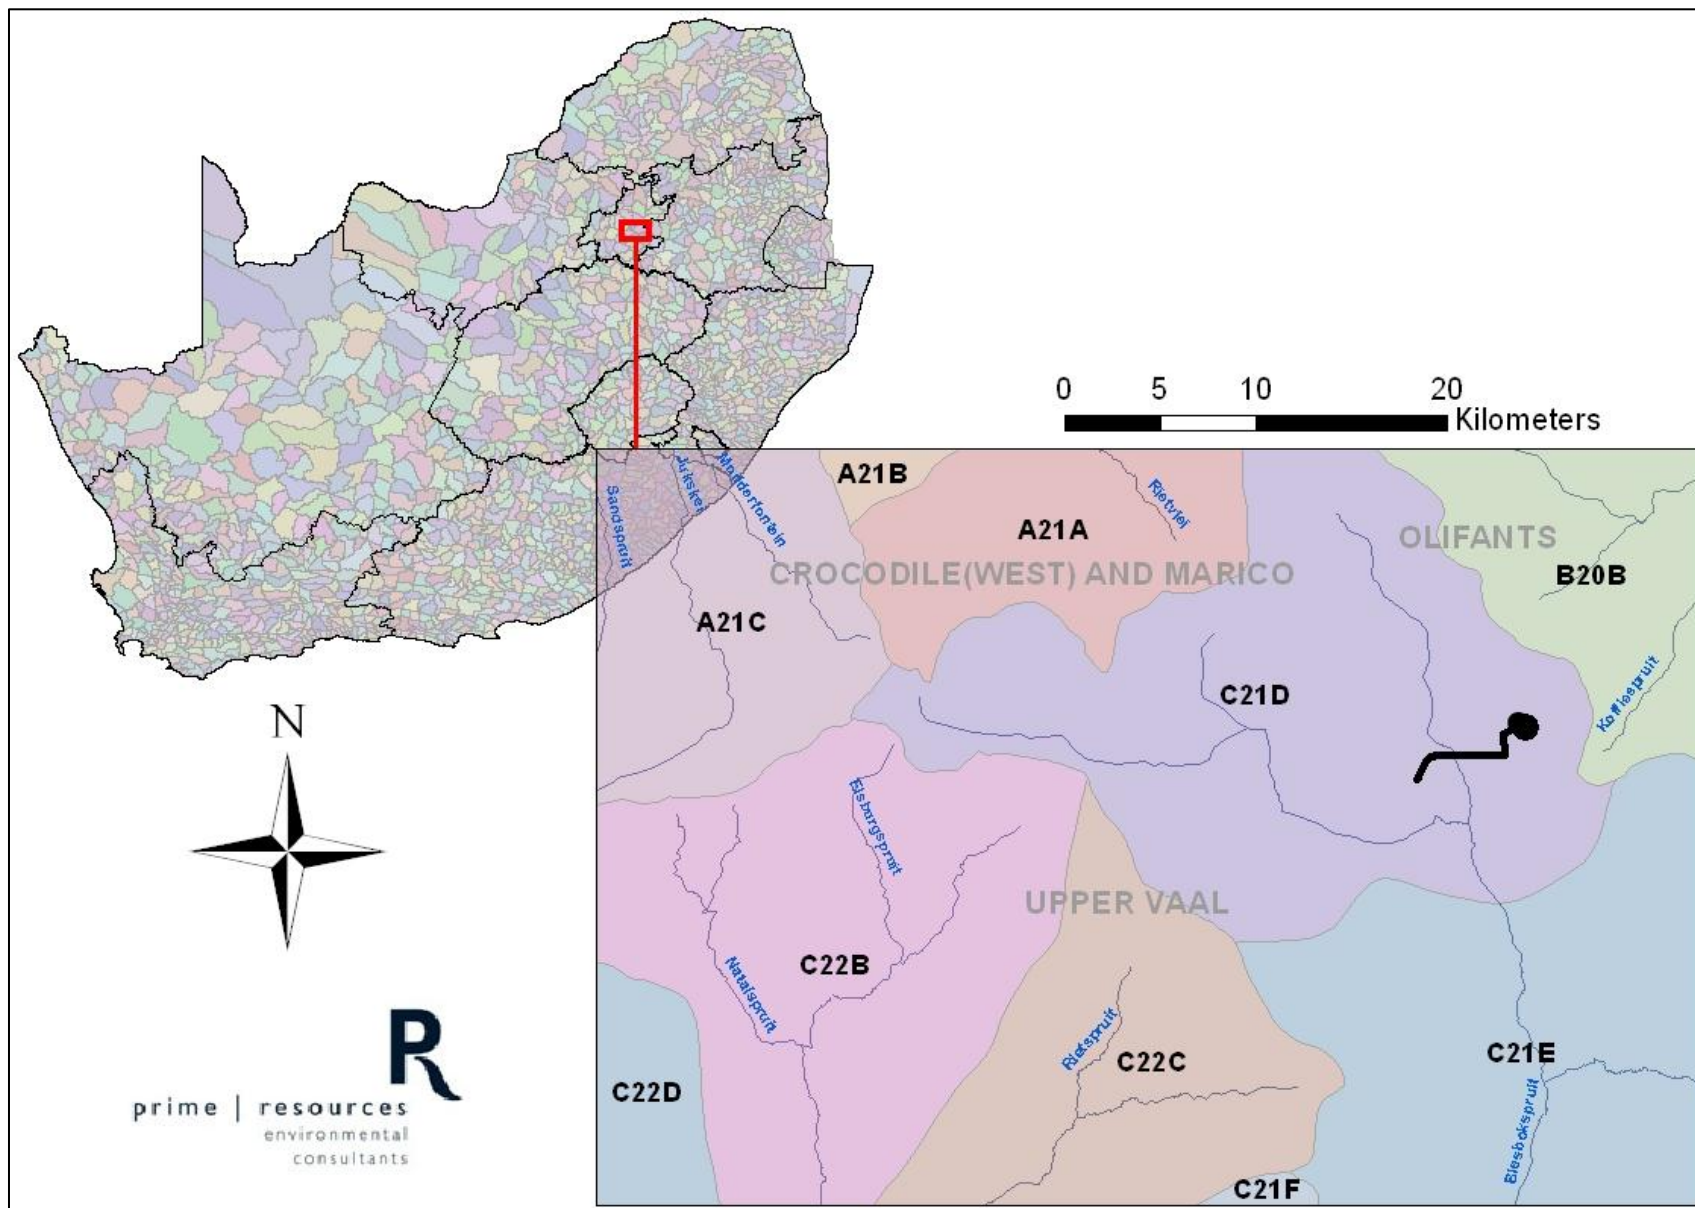 0 5 10 20
Kilometers
A21B
Sandspruit
Jukskei
Modderfontein
Rietvlei
A21A
OLIFANTS
CROCODILE(WEST) AND MARICO
B20B
A21C
C21D
Koffiespruit
N
Elsburgspruit
UPPER VAAL
C22B
Natalspruit
Rietspruit
C22C
C21E
C22D
Blesbokspruit
C21F
R
prime | resources
environmental
consultants